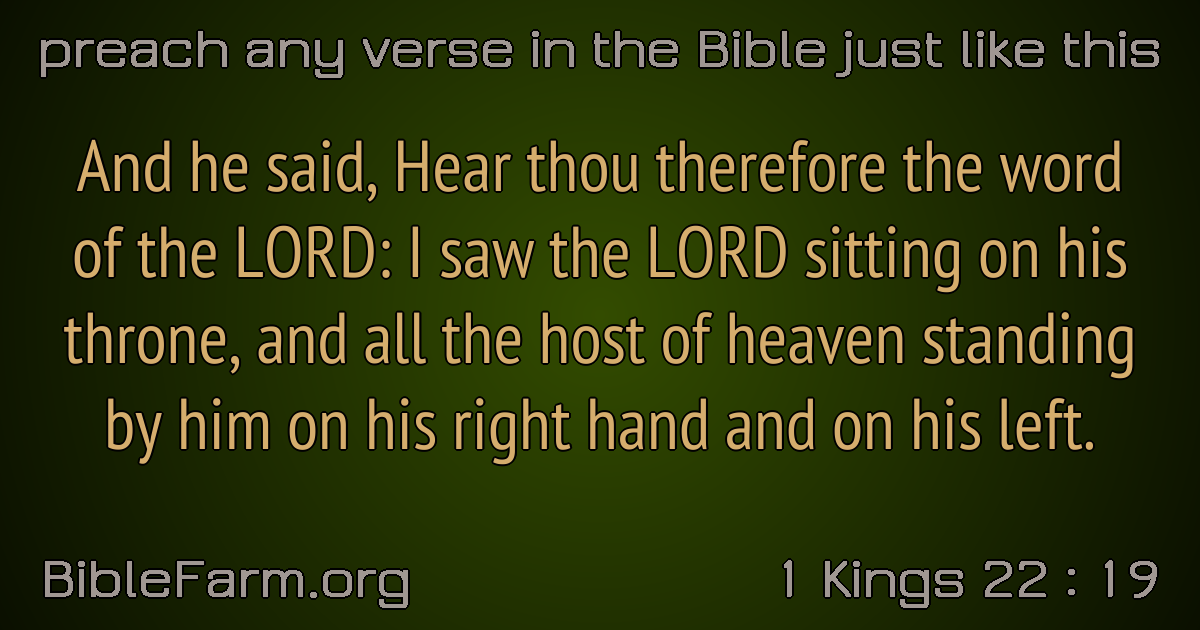 preach any verse in the Bible just like this
And he said, Hear thou therefore the word
of the LORD: I saw the LORD sitting on his
throne, and all the host of heaven standing
by him on his right hand and on his left.
BibleFarm.org
1 Kings 22 : 19